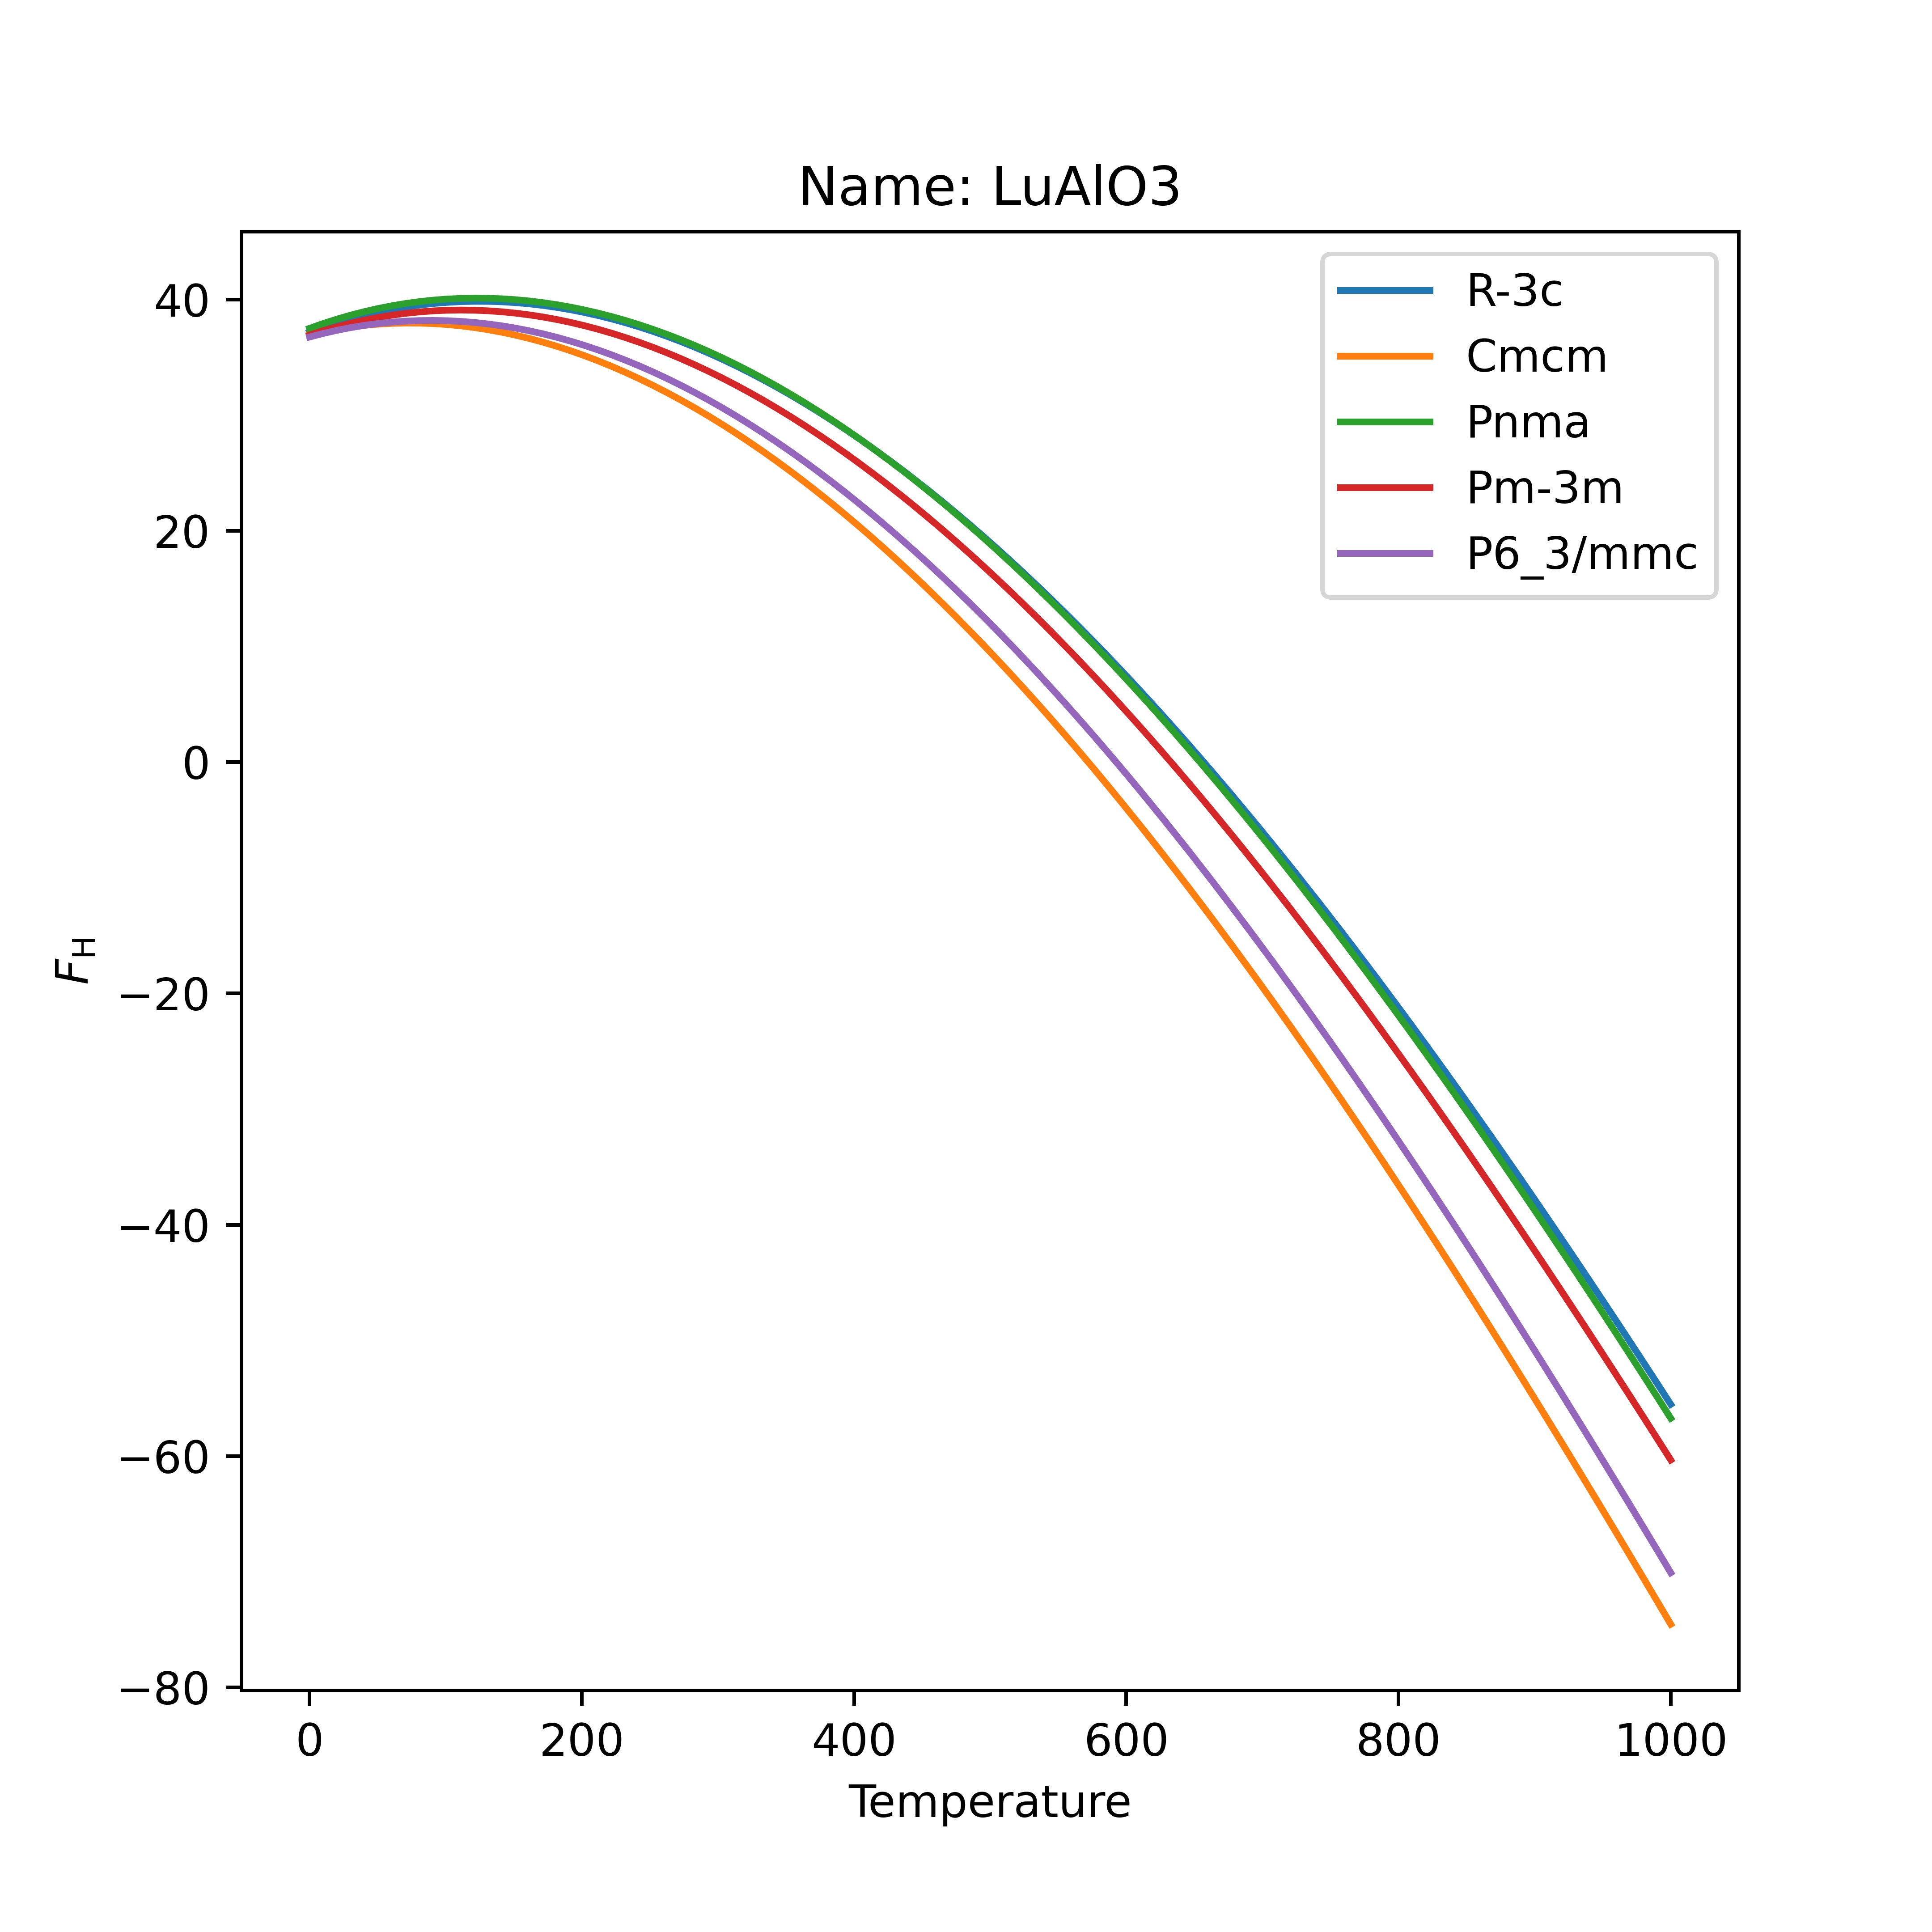 Name: LuAlO3
R-3c
Cmcm
Pnma
Pm-3m
P6_3/mmc
40
20
0
−20
−40
−60
−80
F_H
0 200 400 600 800 1000
Temperature